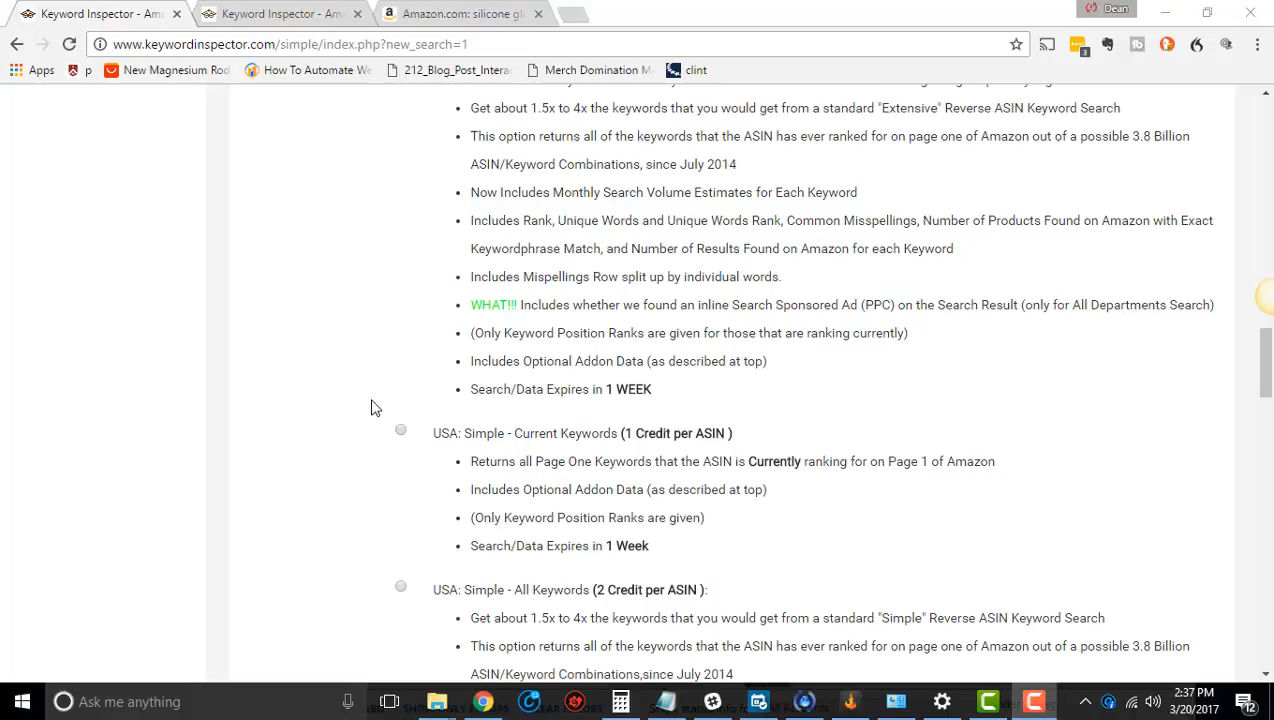 Keyword Inspector - Ama
Keyword Inspector - Ama
Amazon.com: silicone glo
Dean
www.keywordinspector.com/simple/index.php?new_search=1
3
Apps
p
New Magnesium Rod
How To Automate We
212_Blog_Post_Intera
Merch Domination M
clint
• Get about 1.5x to 4x the keywords that you would get from a standard "Extensive" Reverse ASIN Keyword Search
• This option returns all of the keywords that the ASIN has ever ranked for on page one of Amazon out of a possible 3.8 Billion
ASIN/Keyword Combinations, since July 2014
• Now Includes Monthly Search Volume Estimates for Each Keyword
• Includes Rank, Unique Words and Unique Words Rank, Common Misspellings, Number of Products Found on Amazon with Exact
Keywordphrase Match, and Number of Results Found on Amazon for each Keyword
• Includes Mispellings Row split up by individual words.
• WHAT!!! Includes whether we found an inline Search Sponsored Ad (PPC) on the Search Result (only for All Departments Search)
• (Only Keyword Position Ranks are given for those that are ranking currently)
• Includes Optional Addon Data (as described at top)
• Search/Data Expires in 1 WEEK
USA: Simple - Current Keywords (1 Credit per ASIN )
• Returns all Page One Keywords that the ASIN is Currently ranking for on Page 1 of Amazon
• Includes Optional Addon Data (as described at top)
• (Only Keyword Position Ranks are given)
• Search/Data Expires in 1 Week
USA: Simple - All Keywords (2 Credit per ASIN ):
• Get about 1.5x to 4x the keywords that you would get from a standard "Simple" Reverse ASIN Keyword Search
• This option returns all of the keywords that the ASIN has ever ranked for on page one of Amazon out of a possible 3.8 Billion
ASIN/Keyword Combinations,since July 2014
Ask me anything
2:37 PM
3/20/2017
12